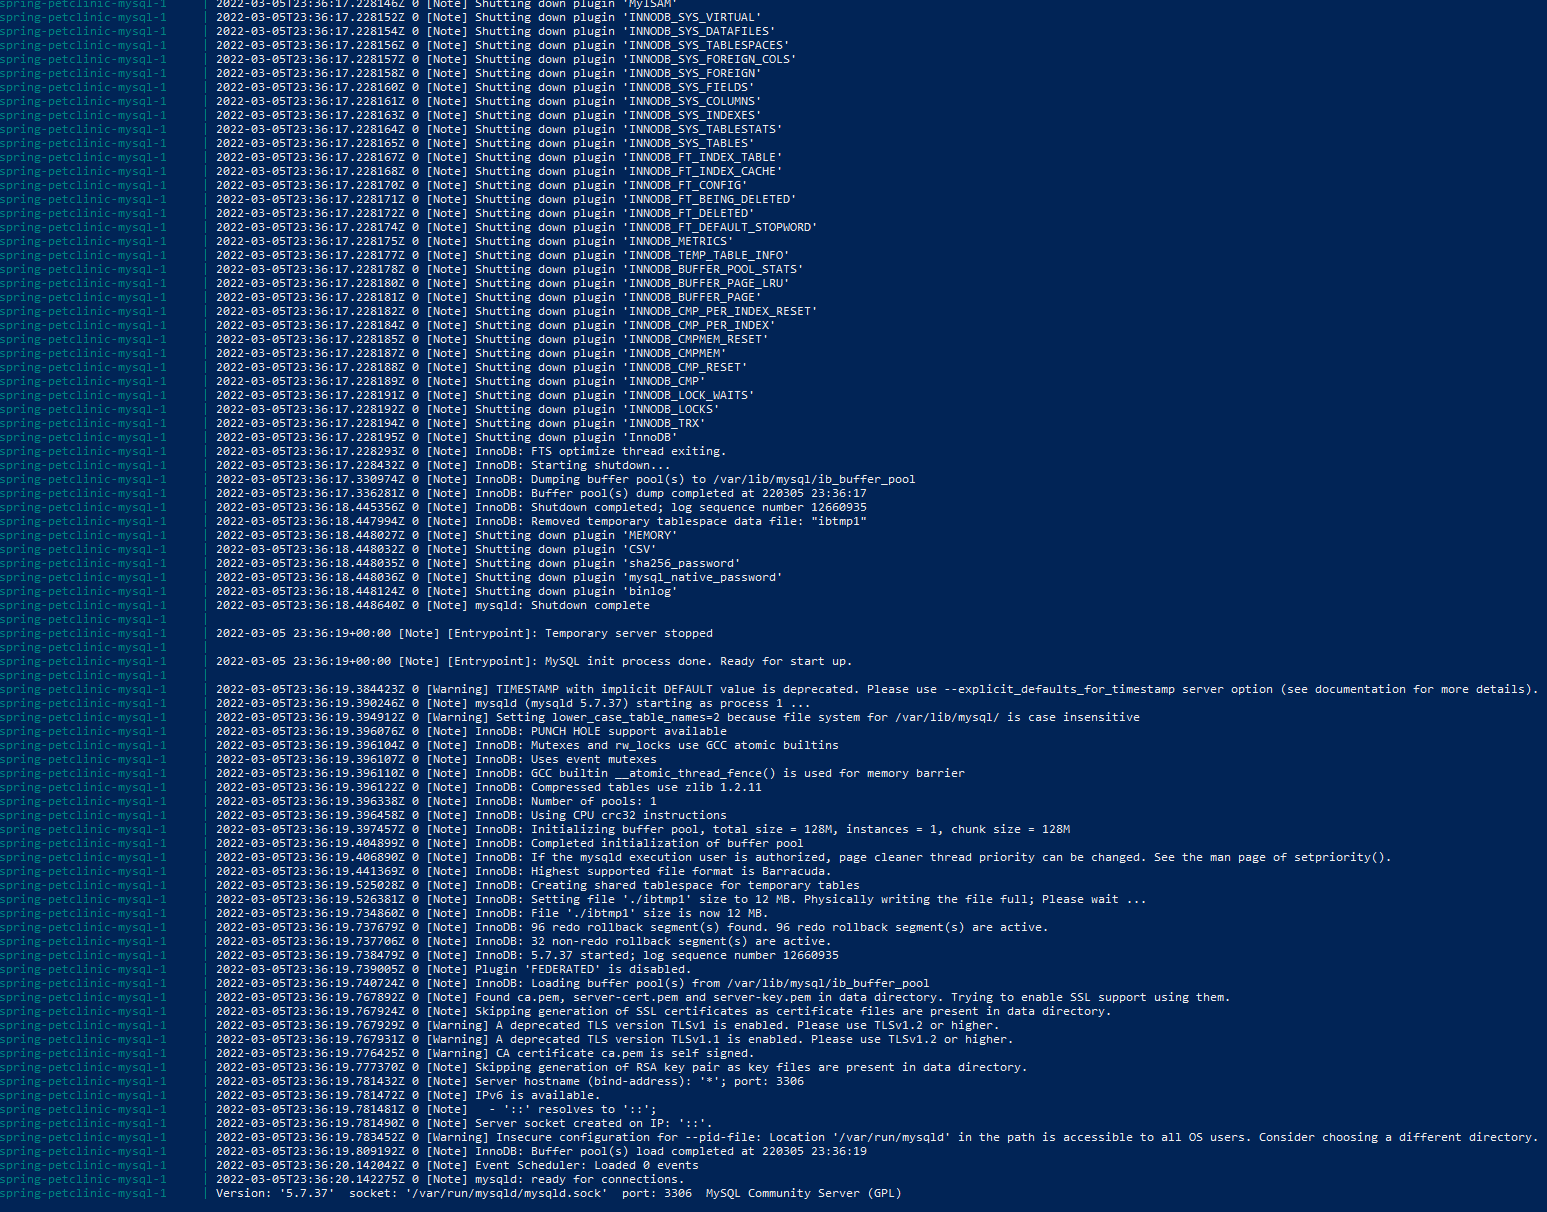 spring-petclinic-mysql-1 | 2022-03-05T23:36:17.228146Z 0 [Note] Shutting down plugin 'MyISAM'
spring-petclinic-mysql-1 | 2022-03-05T23:36:17.228152Z 0 [Note] Shutting down plugin 'INNODB_SYS_VIRTUAL'
spring-petclinic-mysql-1 | 2022-03-05T23:36:17.228154Z 0 [Note] Shutting down plugin 'INNODB_SYS_DATAFILES'
spring-petclinic-mysql-1 | 2022-03-05T23:36:17.228156Z 0 [Note] Shutting down plugin 'INNODB_SYS_TABLESPACES'
spring-petclinic-mysql-1 | 2022-03-05T23:36:17.228157Z 0 [Note] Shutting down plugin 'INNODB_SYS_FOREIGN_COLS'
spring-petclinic-mysql-1 | 2022-03-05T23:36:17.228158Z 0 [Note] Shutting down plugin 'INNODB_SYS_FOREIGN'
spring-petclinic-mysql-1 | 2022-03-05T23:36:17.228160Z 0 [Note] Shutting down plugin 'INNODB_SYS_FIELDS'
spring-petclinic-mysql-1 | 2022-03-05T23:36:17.228161Z 0 [Note] Shutting down plugin 'INNODB_SYS_COLUMNS'
spring-petclinic-mysql-1 | 2022-03-05T23:36:17.228163Z 0 [Note] Shutting down plugin 'INNODB_SYS_INDEXES'
spring-petclinic-mysql-1 | 2022-03-05T23:36:17.228164Z 0 [Note] Shutting down plugin 'INNODB_SYS_TABLESTATS'
spring-petclinic-mysql-1 | 2022-03-05T23:36:17.228165Z 0 [Note] Shutting down plugin 'INNODB_SYS_TABLES'
spring-petclinic-mysql-1 | 2022-03-05T23:36:17.228167Z 0 [Note] Shutting down plugin 'INNODB_FT_INDEX_TABLE'
spring-petclinic-mysql-1 | 2022-03-05T23:36:17.228168Z 0 [Note] Shutting down plugin 'INNODB_FT_INDEX_CACHE'
spring-petclinic-mysql-1 | 2022-03-05T23:36:17.228170Z 0 [Note] Shutting down plugin 'INNODB_FT_CONFIG'
spring-petclinic-mysql-1 | 2022-03-05T23:36:17.228171Z 0 [Note] Shutting down plugin 'INNODB_FT_BEING_DELETED'
spring-petclinic-mysql-1 | 2022-03-05T23:36:17.228172Z 0 [Note] Shutting down plugin 'INNODB_FT_DELETED'
spring-petclinic-mysql-1 | 2022-03-05T23:36:17.228174Z 0 [Note] Shutting down plugin 'INNODB_FT_DEFAULT_STOPWORD'
spring-petclinic-mysql-1 | 2022-03-05T23:36:17.228175Z 0 [Note] Shutting down plugin 'INNODB_METRICS'
spring-petclinic-mysql-1 | 2022-03-05T23:36:17.228177Z 0 [Note] Shutting down plugin 'INNODB_TEMP_TABLE_INFO'
spring-petclinic-mysql-1 | 2022-03-05T23:36:17.228178Z 0 [Note] Shutting down plugin 'INNODB_BUFFER_POOL_STATS'
spring-petclinic-mysql-1 | 2022-03-05T23:36:17.228180Z 0 [Note] Shutting down plugin 'INNODB_BUFFER_PAGE_LRU'
spring-petclinic-mysql-1 | 2022-03-05T23:36:17.228181Z 0 [Note] Shutting down plugin 'INNODB_BUFFER_PAGE'
spring-petclinic-mysql-1 | 2022-03-05T23:36:17.228182Z 0 [Note] Shutting down plugin 'INNODB_CMP_PER_INDEX_RESET'
spring-petclinic-mysql-1 | 2022-03-05T23:36:17.228184Z 0 [Note] Shutting down plugin 'INNODB_CMP_PER_INDEX'
spring-petclinic-mysql-1 | 2022-03-05T23:36:17.228185Z 0 [Note] Shutting down plugin 'INNODB_CMPMEM_RESET'
spring-petclinic-mysql-1 | 2022-03-05T23:36:17.228187Z 0 [Note] Shutting down plugin 'INNODB_CMPMEM'
spring-petclinic-mysql-1 | 2022-03-05T23:36:17.228188Z 0 [Note] Shutting down plugin 'INNODB_CMP_RESET'
spring-petclinic-mysql-1 | 2022-03-05T23:36:17.228189Z 0 [Note] Shutting down plugin 'INNODB_CMP'
spring-petclinic-mysql-1 | 2022-03-05T23:36:17.228191Z 0 [Note] Shutting down plugin 'INNODB_LOCK_WAITS'
spring-petclinic-mysql-1 | 2022-03-05T23:36:17.228192Z 0 [Note] Shutting down plugin 'INNODB_LOCKS'
spring-petclinic-mysql-1 | 2022-03-05T23:36:17.228194Z 0 [Note] Shutting down plugin 'INNODB_TRX'
spring-petclinic-mysql-1 | 2022-03-05T23:36:17.228195Z 0 [Note] Shutting down plugin 'InnoDB'
spring-petclinic-mysql-1 | 2022-03-05T23:36:17.228293Z 0 [Note] InnoDB: FTS optimize thread exiting.
spring-petclinic-mysql-1 | 2022-03-05T23:36:17.228432Z 0 [Note] InnoDB: Starting shutdown...
spring-petclinic-mysql-1 | 2022-03-05T23:36:17.330974Z 0 [Note] InnoDB: Dumping buffer pool(s) to /var/lib/mysql/ib_buffer_pool
spring-petclinic-mysql-1 | 2022-03-05T23:36:17.336281Z 0 [Note] InnoDB: Buffer pool(s) dump completed at 220305 23:36:17
spring-petclinic-mysql-1 | 2022-03-05T23:36:18.445356Z 0 [Note] InnoDB: Shutdown completed; log sequence number 12660935
spring-petclinic-mysql-1 | 2022-03-05T23:36:18.447994Z 0 [Note] InnoDB: Removed temporary tablespace data file: "ibtmp1"
spring-petclinic-mysql-1 | 2022-03-05T23:36:18.448027Z 0 [Note] Shutting down plugin 'MEMORY'
spring-petclinic-mysql-1 | 2022-03-05T23:36:18.448032Z 0 [Note] Shutting down plugin 'CSV'
spring-petclinic-mysql-1 | 2022-03-05T23:36:18.448035Z 0 [Note] Shutting down plugin 'sha256_password'
spring-petclinic-mysql-1 | 2022-03-05T23:36:18.448036Z 0 [Note] Shutting down plugin 'mysql_native_password'
spring-petclinic-mysql-1 | 2022-03-05T23:36:18.448124Z 0 [Note] Shutting down plugin 'binlog'
spring-petclinic-mysql-1 | 2022-03-05T23:36:18.448640Z 0 [Note] mysqld: Shutdown complete
spring-petclinic-mysql-1 |
spring-petclinic-mysql-1 | 2022-03-05 23:36:19+00:00 [Note] [Entrypoint]: Temporary server stopped
spring-petclinic-mysql-1 |
spring-petclinic-mysql-1 | 2022-03-05 23:36:19+00:00 [Note] [Entrypoint]: MySQL init process done. Ready for start up.
spring-petclinic-mysql-1 |
spring-petclinic-mysql-1 | 2022-03-05T23:36:19.384423Z 0 [Warning] TIMESTAMP with implicit DEFAULT value is deprecated. Please use --explicit_defaults_for_timestamp server option (see documentation for more details).
spring-petclinic-mysql-1 | 2022-03-05T23:36:19.390246Z 0 [Note] mysqld (mysqld 5.7.37) starting as process 1 ...
spring-petclinic-mysql-1 | 2022-03-05T23:36:19.394912Z 0 [Warning] Setting lower_case_table_names=2 because file system for /var/lib/mysql/ is case insensitive
spring-petclinic-mysql-1 | 2022-03-05T23:36:19.396076Z 0 [Note] InnoDB: PUNCH HOLE support available
spring-petclinic-mysql-1 | 2022-03-05T23:36:19.396104Z 0 [Note] InnoDB: Mutexes and rw_locks use GCC atomic builtins
spring-petclinic-mysql-1 | 2022-03-05T23:36:19.396107Z 0 [Note] InnoDB: Uses event mutexes
spring-petclinic-mysql-1 | 2022-03-05T23:36:19.396110Z 0 [Note] InnoDB: GCC builtin __atomic_thread_fence() is used for memory barrier
spring-petclinic-mysql-1 | 2022-03-05T23:36:19.396122Z 0 [Note] InnoDB: Compressed tables use zlib 1.2.11
spring-petclinic-mysql-1 | 2022-03-05T23:36:19.396338Z 0 [Note] InnoDB: Number of pools: 1
spring-petclinic-mysql-1 | 2022-03-05T23:36:19.396458Z 0 [Note] InnoDB: Using CPU crc32 instructions
spring-petclinic-mysql-1 | 2022-03-05T23:36:19.397457Z 0 [Note] InnoDB: Initializing buffer pool, total size = 128M, instances = 1, chunk size = 128M
spring-petclinic-mysql-1 | 2022-03-05T23:36:19.404899Z 0 [Note] InnoDB: Completed initialization of buffer pool
spring-petclinic-mysql-1 | 2022-03-05T23:36:19.406890Z 0 [Note] InnoDB: If the mysqld execution user is authorized, page cleaner thread priority can be changed. See the man page of setpriority().
spring-petclinic-mysql-1 | 2022-03-05T23:36:19.441369Z 0 [Note] InnoDB: Highest supported file format is Barracuda.
spring-petclinic-mysql-1 | 2022-03-05T23:36:19.525028Z 0 [Note] InnoDB: Creating shared tablespace for temporary tables
spring-petclinic-mysql-1 | 2022-03-05T23:36:19.526381Z 0 [Note] InnoDB: Setting file './ibtmp1' size to 12 MB. Physically writing the file full; Please wait ...
spring-petclinic-mysql-1 | 2022-03-05T23:36:19.734860Z 0 [Note] InnoDB: File './ibtmp1' size is now 12 MB.
spring-petclinic-mysql-1 | 2022-03-05T23:36:19.737679Z 0 [Note] InnoDB: 96 redo rollback segment(s) found. 96 redo rollback segment(s) are active.
spring-petclinic-mysql-1 | 2022-03-05T23:36:19.737706Z 0 [Note] InnoDB: 32 non-redo rollback segment(s) are active.
spring-petclinic-mysql-1 | 2022-03-05T23:36:19.738479Z 0 [Note] InnoDB: 5.7.37 started; log sequence number 12660935
spring-petclinic-mysql-1 | 2022-03-05T23:36:19.739005Z 0 [Note] Plugin 'FEDERATED' is disabled.
spring-petclinic-mysql-1 | 2022-03-05T23:36:19.740724Z 0 [Note] InnoDB: Loading buffer pool(s) from /var/lib/mysql/ib_buffer_pool
spring-petclinic-mysql-1 | 2022-03-05T23:36:19.767892Z 0 [Note] Found ca.pem, server-cert.pem and server-key.pem in data directory. Trying to enable SSL support using them.
spring-petclinic-mysql-1 | 2022-03-05T23:36:19.767924Z 0 [Note] Skipping generation of SSL certificates as certificate files are present in data directory.
spring-petclinic-mysql-1 | 2022-03-05T23:36:19.767929Z 0 [Warning] A deprecated TLS version TLSv1 is enabled. Please use TLSv1.2 or higher.
spring-petclinic-mysql-1 | 2022-03-05T23:36:19.767931Z 0 [Warning] A deprecated TLS version TLSv1.1 is enabled. Please use TLSv1.2 or higher.
spring-petclinic-mysql-1 | 2022-03-05T23:36:19.776425Z 0 [Warning] CA certificate ca.pem is self signed.
spring-petclinic-mysql-1 | 2022-03-05T23:36:19.777370Z 0 [Note] Skipping generation of RSA key pair as key files are present in data directory.
spring-petclinic-mysql-1 | 2022-03-05T23:36:19.781432Z 0 [Note] Server hostname (bind-address): '*'; port: 3306
spring-petclinic-mysql-1 | 2022-03-05T23:36:19.781472Z 0 [Note] IPv6 is available.
spring-petclinic-mysql-1 | 2022-03-05T23:36:19.781481Z 0 [Note]   - '::' resolves to '::';
spring-petclinic-mysql-1 | 2022-03-05T23:36:19.781490Z 0 [Note] Server socket created on IP: '::'.
spring-petclinic-mysql-1 | 2022-03-05T23:36:19.783452Z 0 [Warning] Insecure configuration for --pid-file: Location '/var/run/mysqld' in the path is accessible to all OS users. Consider choosing a different directory.
spring-petclinic-mysql-1 | 2022-03-05T23:36:19.809192Z 0 [Note] InnoDB: Buffer pool(s) load completed at 220305 23:36:19
spring-petclinic-mysql-1 | 2022-03-05T23:36:20.142042Z 0 [Note] Event Scheduler: Loaded 0 events
spring-petclinic-mysql-1 | 2022-03-05T23:36:20.142275Z 0 [Note] mysqld: ready for connections.
spring-petclinic-mysql-1 | Version: '5.7.37'  socket: '/var/run/mysqld/mysqld.sock'  port: 3306  MySQL Community Server (GPL)